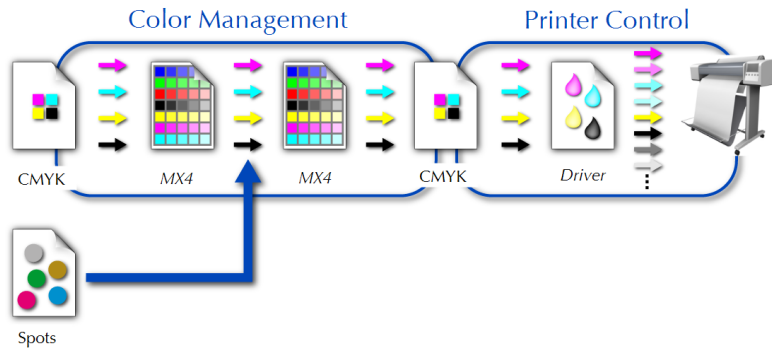 Color Management
Printer Control
CMYK
MX4
MX4
CMYK
Driver
Spots